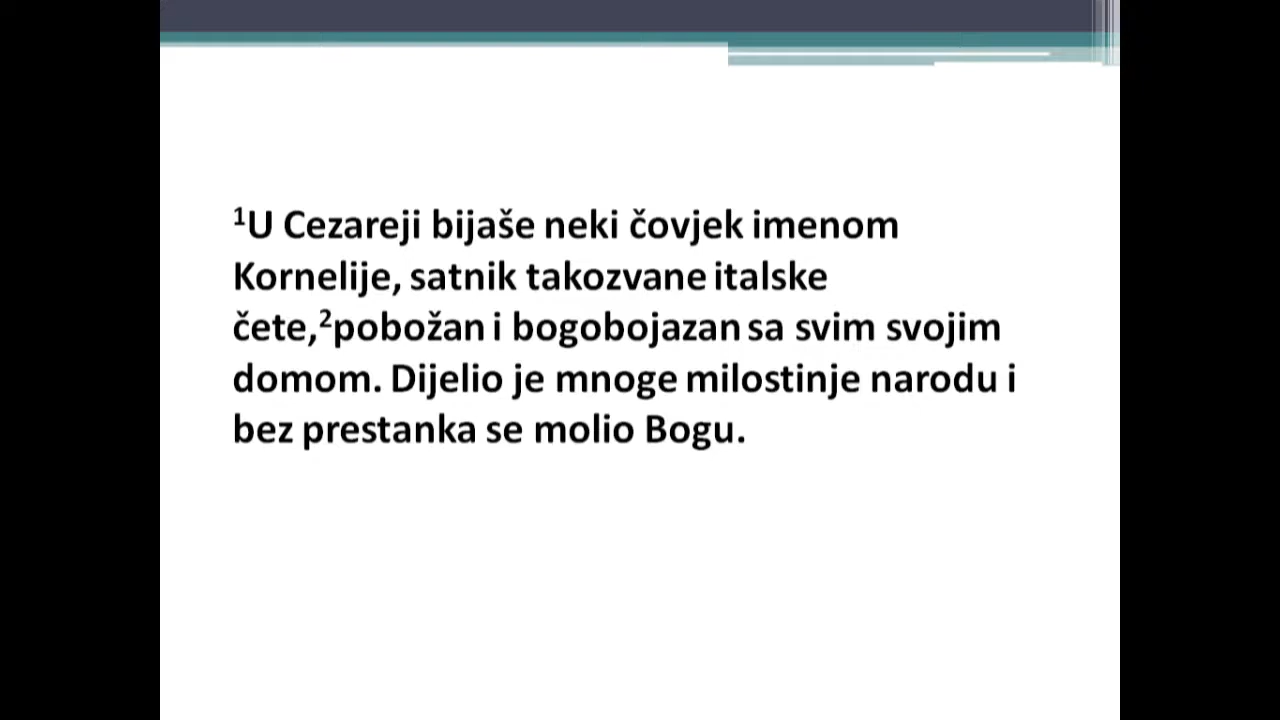 ¹U Cezareji bijaše neki čovjek imenom
Kornelije, satnik takozvane italske
čete,²pobožan i bogobojazan sa svim svojim
domom. Dijelio je mnoge milostinje narodu i
bez prestanka se molio Bogu.